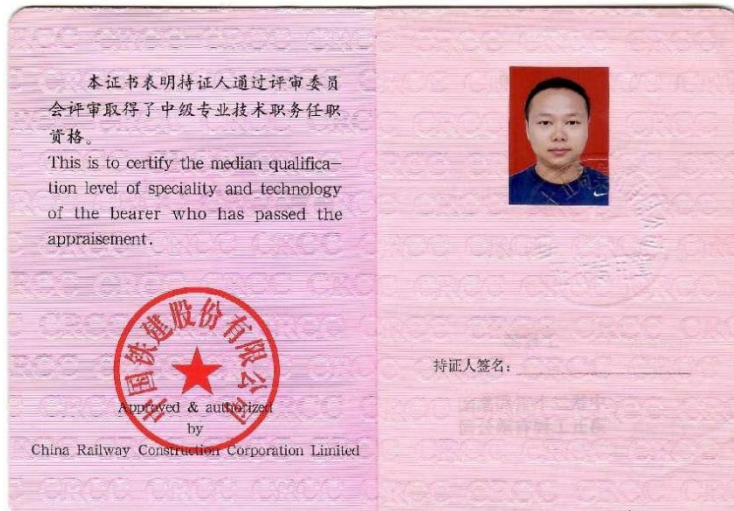 本证书表明持证人通过评审委员
会评审取得了中级专业技术职务任职
资格。
This is to certify the median qualifica-
tion level of speciality and technology
of the bearer who has passed the
appraisement.
中国铁建股份有限公司
Approved & authorized
by
China Railway Construction Corporation Limited
持证人签名: